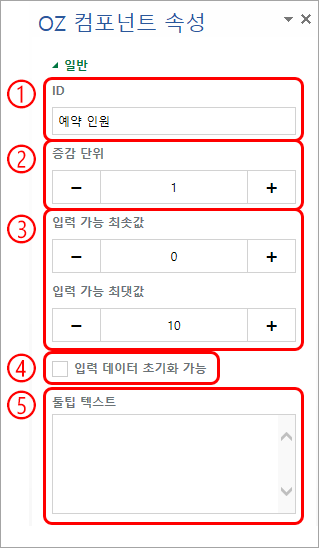 OZ 컴포넌트 속성
일반
① ID
예약 인원
② 증감 단위
− 1 +
③ 입력 가능 최솟값
− 0 +
입력 가능 최댓값
− 10 +
④ 입력 데이터 초기화 가능
⑤ 툴팁 텍스트